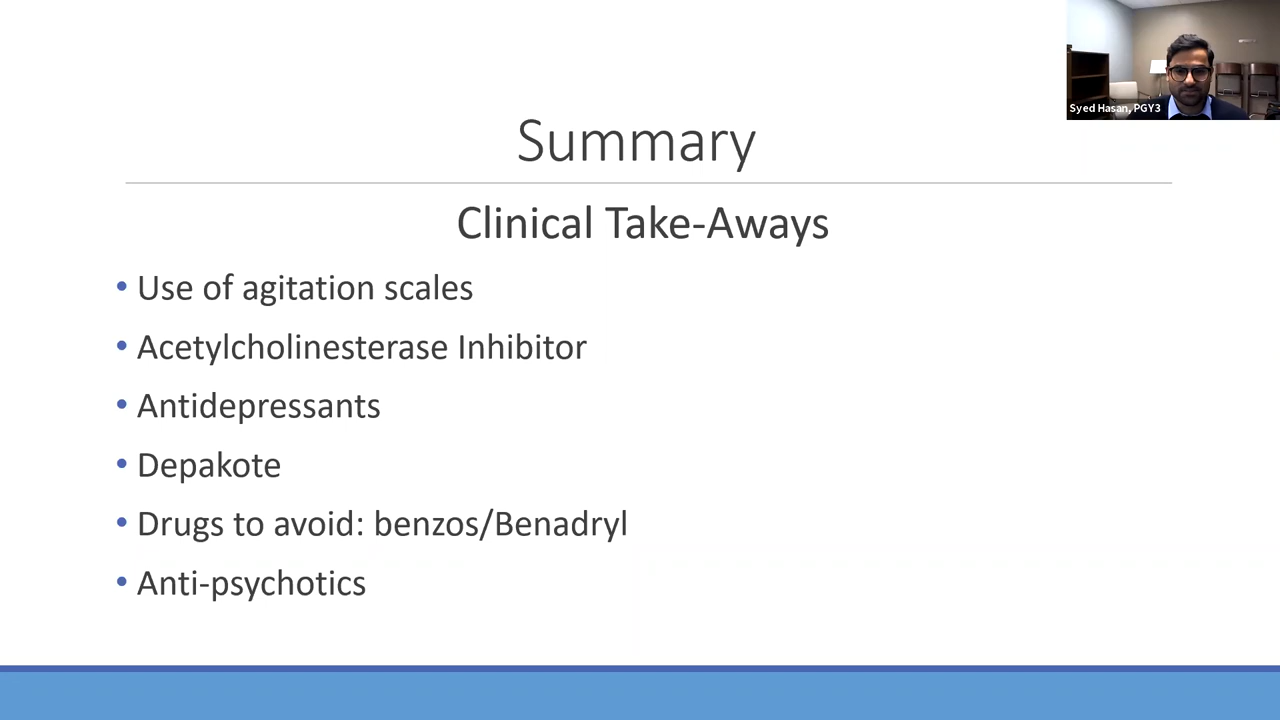 Syed Hasan, PGY3
Summary
Clinical Take-Aways
• Use of agitation scales
• Acetylcholinesterase Inhibitor
• Antidepressants
• Depakote
• Drugs to avoid: benzos/Benadryl
• Anti-psychotics